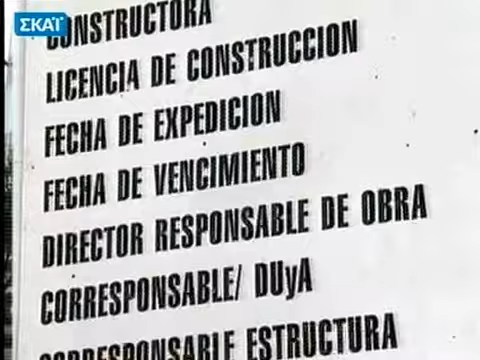 ΣΚΑΪ
CONSTRUCTORA
LICENCIA DE CONSTRUCCION
FECHA DE EXPEDICION
FECHA DE VENCIMIENTO
DIRECTOR RESPONSABLE DE OBRA
CORRESPONSABLE/ DUyA
CORRESPONSABLE ESTRUCTURA